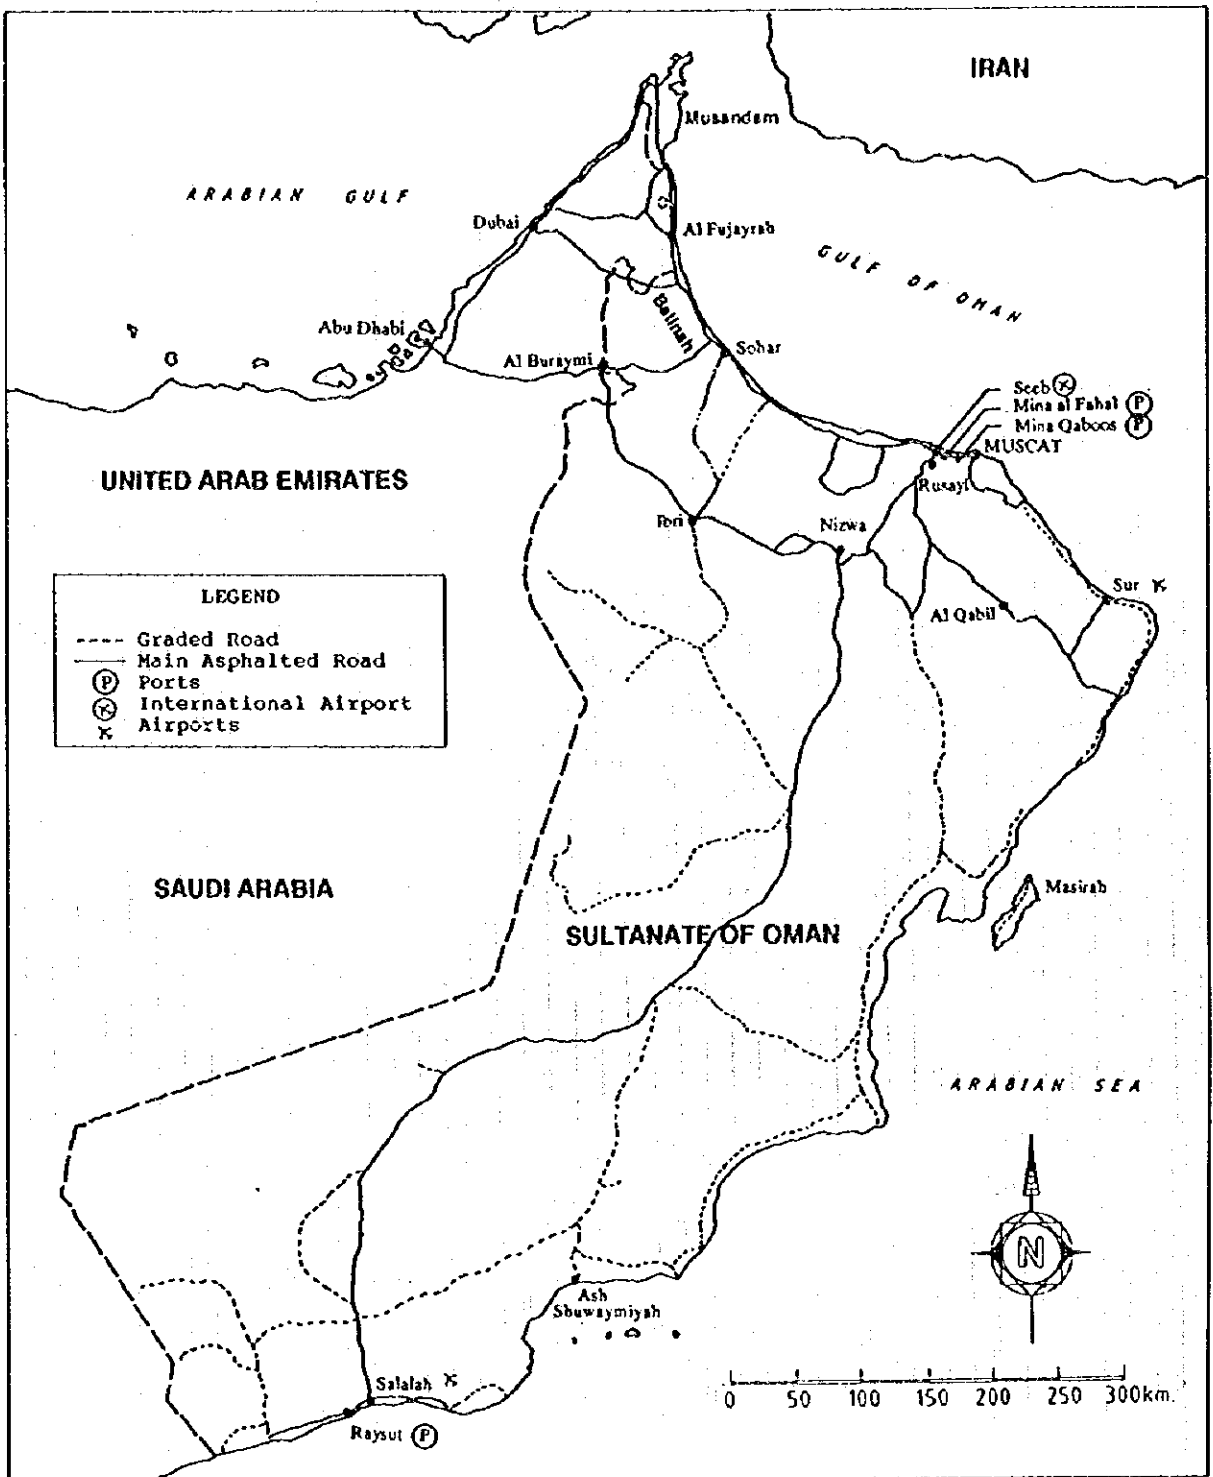 IRAN
Musandam
ARABIAN GULF
Dubai
Al Fujayrah
GULF OF OMAN
Batinah
Abu Dhabi
Al Buraymi
Sohar
Seeb
Mina al Fahal P
Mina Qaboos P
MUSCAT
UNITED ARAB EMIRATES
Rusayl
Ibri
Nizwa
Sur
Al Qabil
LEGEND
Graded Road
Main Asphalted Road
P Ports
International Airport
Airports
SAUDI ARABIA
Masirah
SULTANATE OF OMAN
ARABIAN SEA
N
Ash
Shuwaymiyah
Salalah
0 50 100 150 200 250 300km.
Raysut P